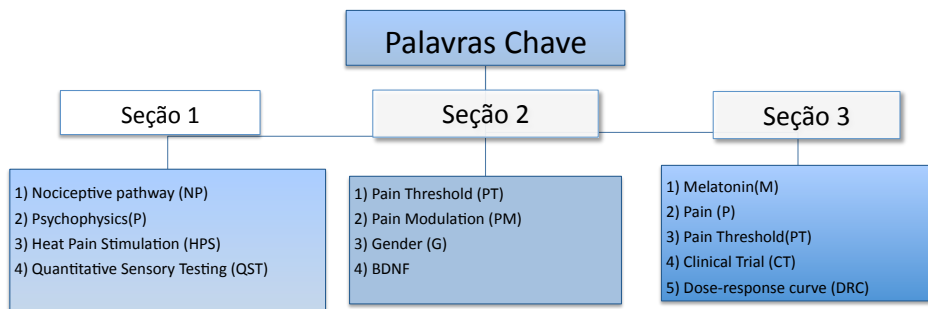 Palavras Chave
Seção 1
Seção 2
Seção 3
1) Nociceptive pathway (NP)
2) Psychophysics(P)
3) Heat Pain Stimulation (HPS)
4) Quantitative Sensory Testing (QST)
1) Pain Threshold (PT)
2) Pain Modulation (PM)
3) Gender (G)
4) BDNF
1) Melatonin(M)
2) Pain (P)
3) Pain Threshold(PT)
4) Clinical Trial (CT)
5) Dose-response curve (DRC)